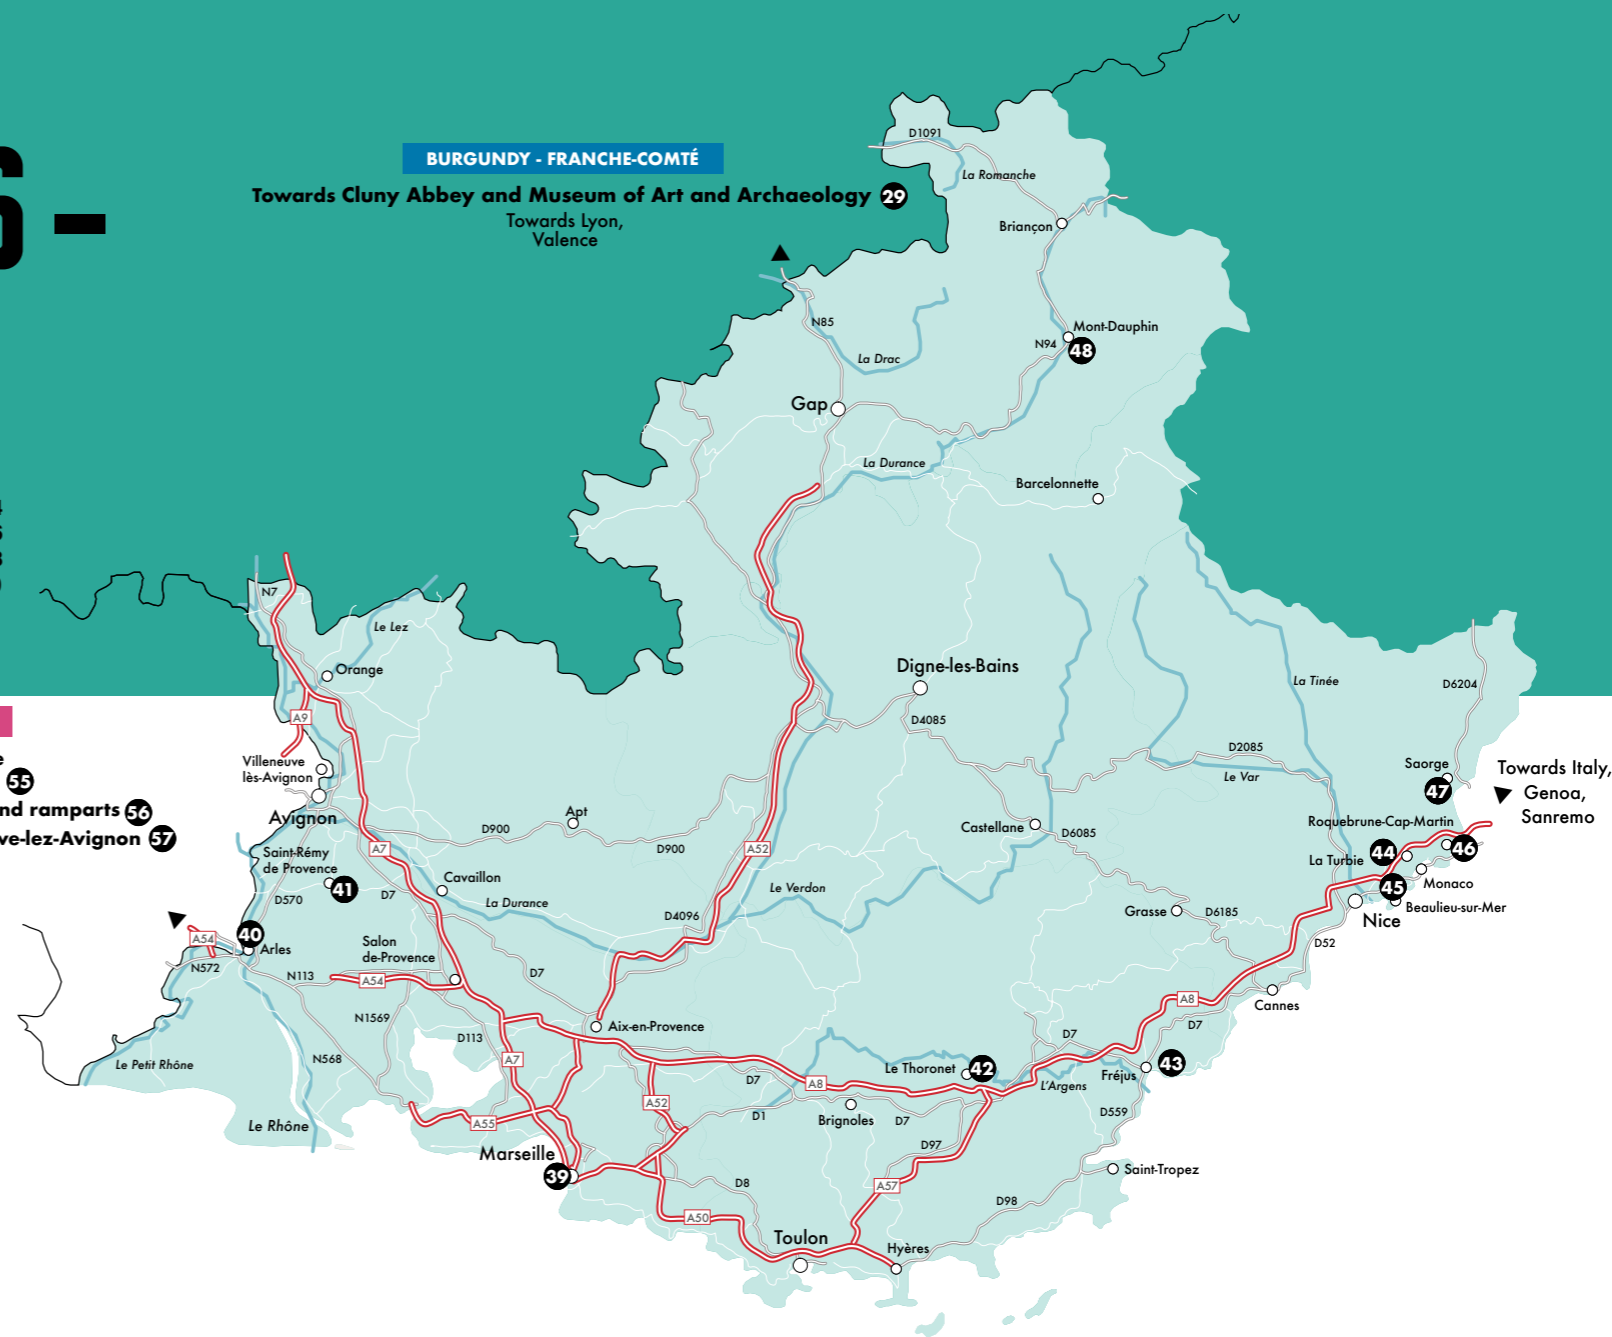 BURGUNDY - FRANCHE-COMTÉ
Towards Cluny Abbey and Museum of Art and Archaeology 29
Towards Lyon,
Valence
D1091
La Romanche
Briançon
N85
La Drac
Mont-Dauphin
N94
48
Gap
La Durance
Barcelonnette
N7
Le Lez
Orange
A9
Digne-les-Bains
D4085
La Tinée
D6204
Villeneuve
lès-Avignon
Avignon
55
nd ramparts 56
ve-lez-Avignon 57
D2085
Le Var
Saorge
47
Towards Italy,
Genoa,
Sanremo
Apt
D900
D900
A7
A52
Castellane
D6085
Roquebrune-Cap-Martin
46
44
La Turbie
45
Monaco
Beaulieu-sur-Mer
Nice
Saint-Rémy
de Provence
41
D570
D7
Cavaillon
La Durance
Le Verdon
D4096
Grasse
D6185
D52
40
A54
Arles
N572
N113
Salon
de-Provence
A54
D7
A8
Cannes
D7
N1569
D113
Aix-en-Provence
N568
A7
Le Petit Rhône
Le Rhône
D7
A8
Le Thoronet
42
D7
L'Argens
Fréjus
43
A52
A55
D1
Brignoles
D7
D559
D97
Marseille
39
D8
A57
Saint-Tropez
D98
A50
Toulon
Hyères